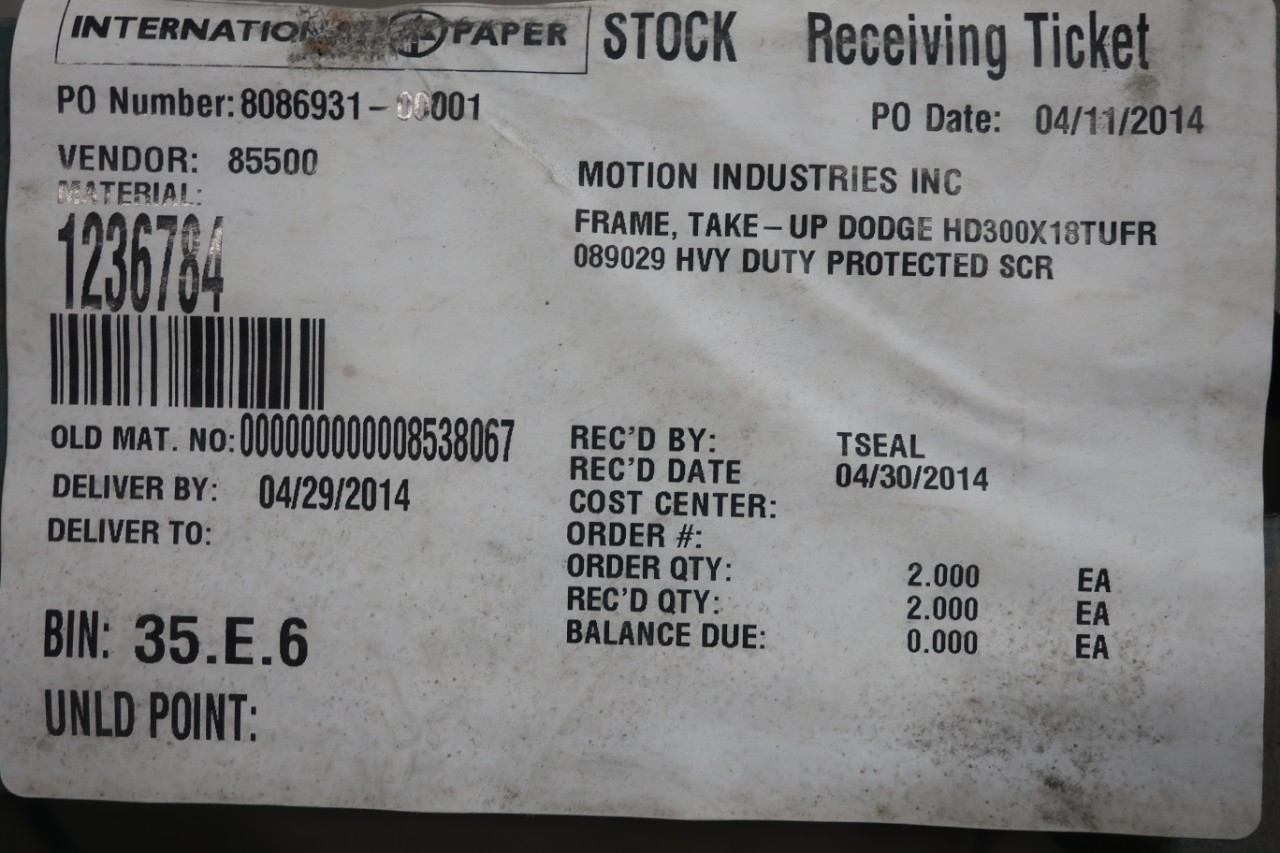 INTERNATIONAL PAPER STOCK Receiving Ticket
PO Number: 8086931-00001 PO Date: 04/11/2014
VENDOR: 85500 MOTION INDUSTRIES INC
MATERIAL:
1236784
FRAME, TAKE-UP DODGE HD300X18TUFR
089029 HVY DUTY PROTECTED SCR
OLD MAT. NO: 000000000008538067
DELIVER BY: 04/29/2014
DELIVER TO:
BIN: 35.E.6
UNLD POINT:
REC'D BY: TSEAL
REC'D DATE 04/30/2014
COST CENTER:
ORDER #:
ORDER QTY: 2.000 EA
REC'D QTY: 2.000 EA
BALANCE DUE: 0.000 EA